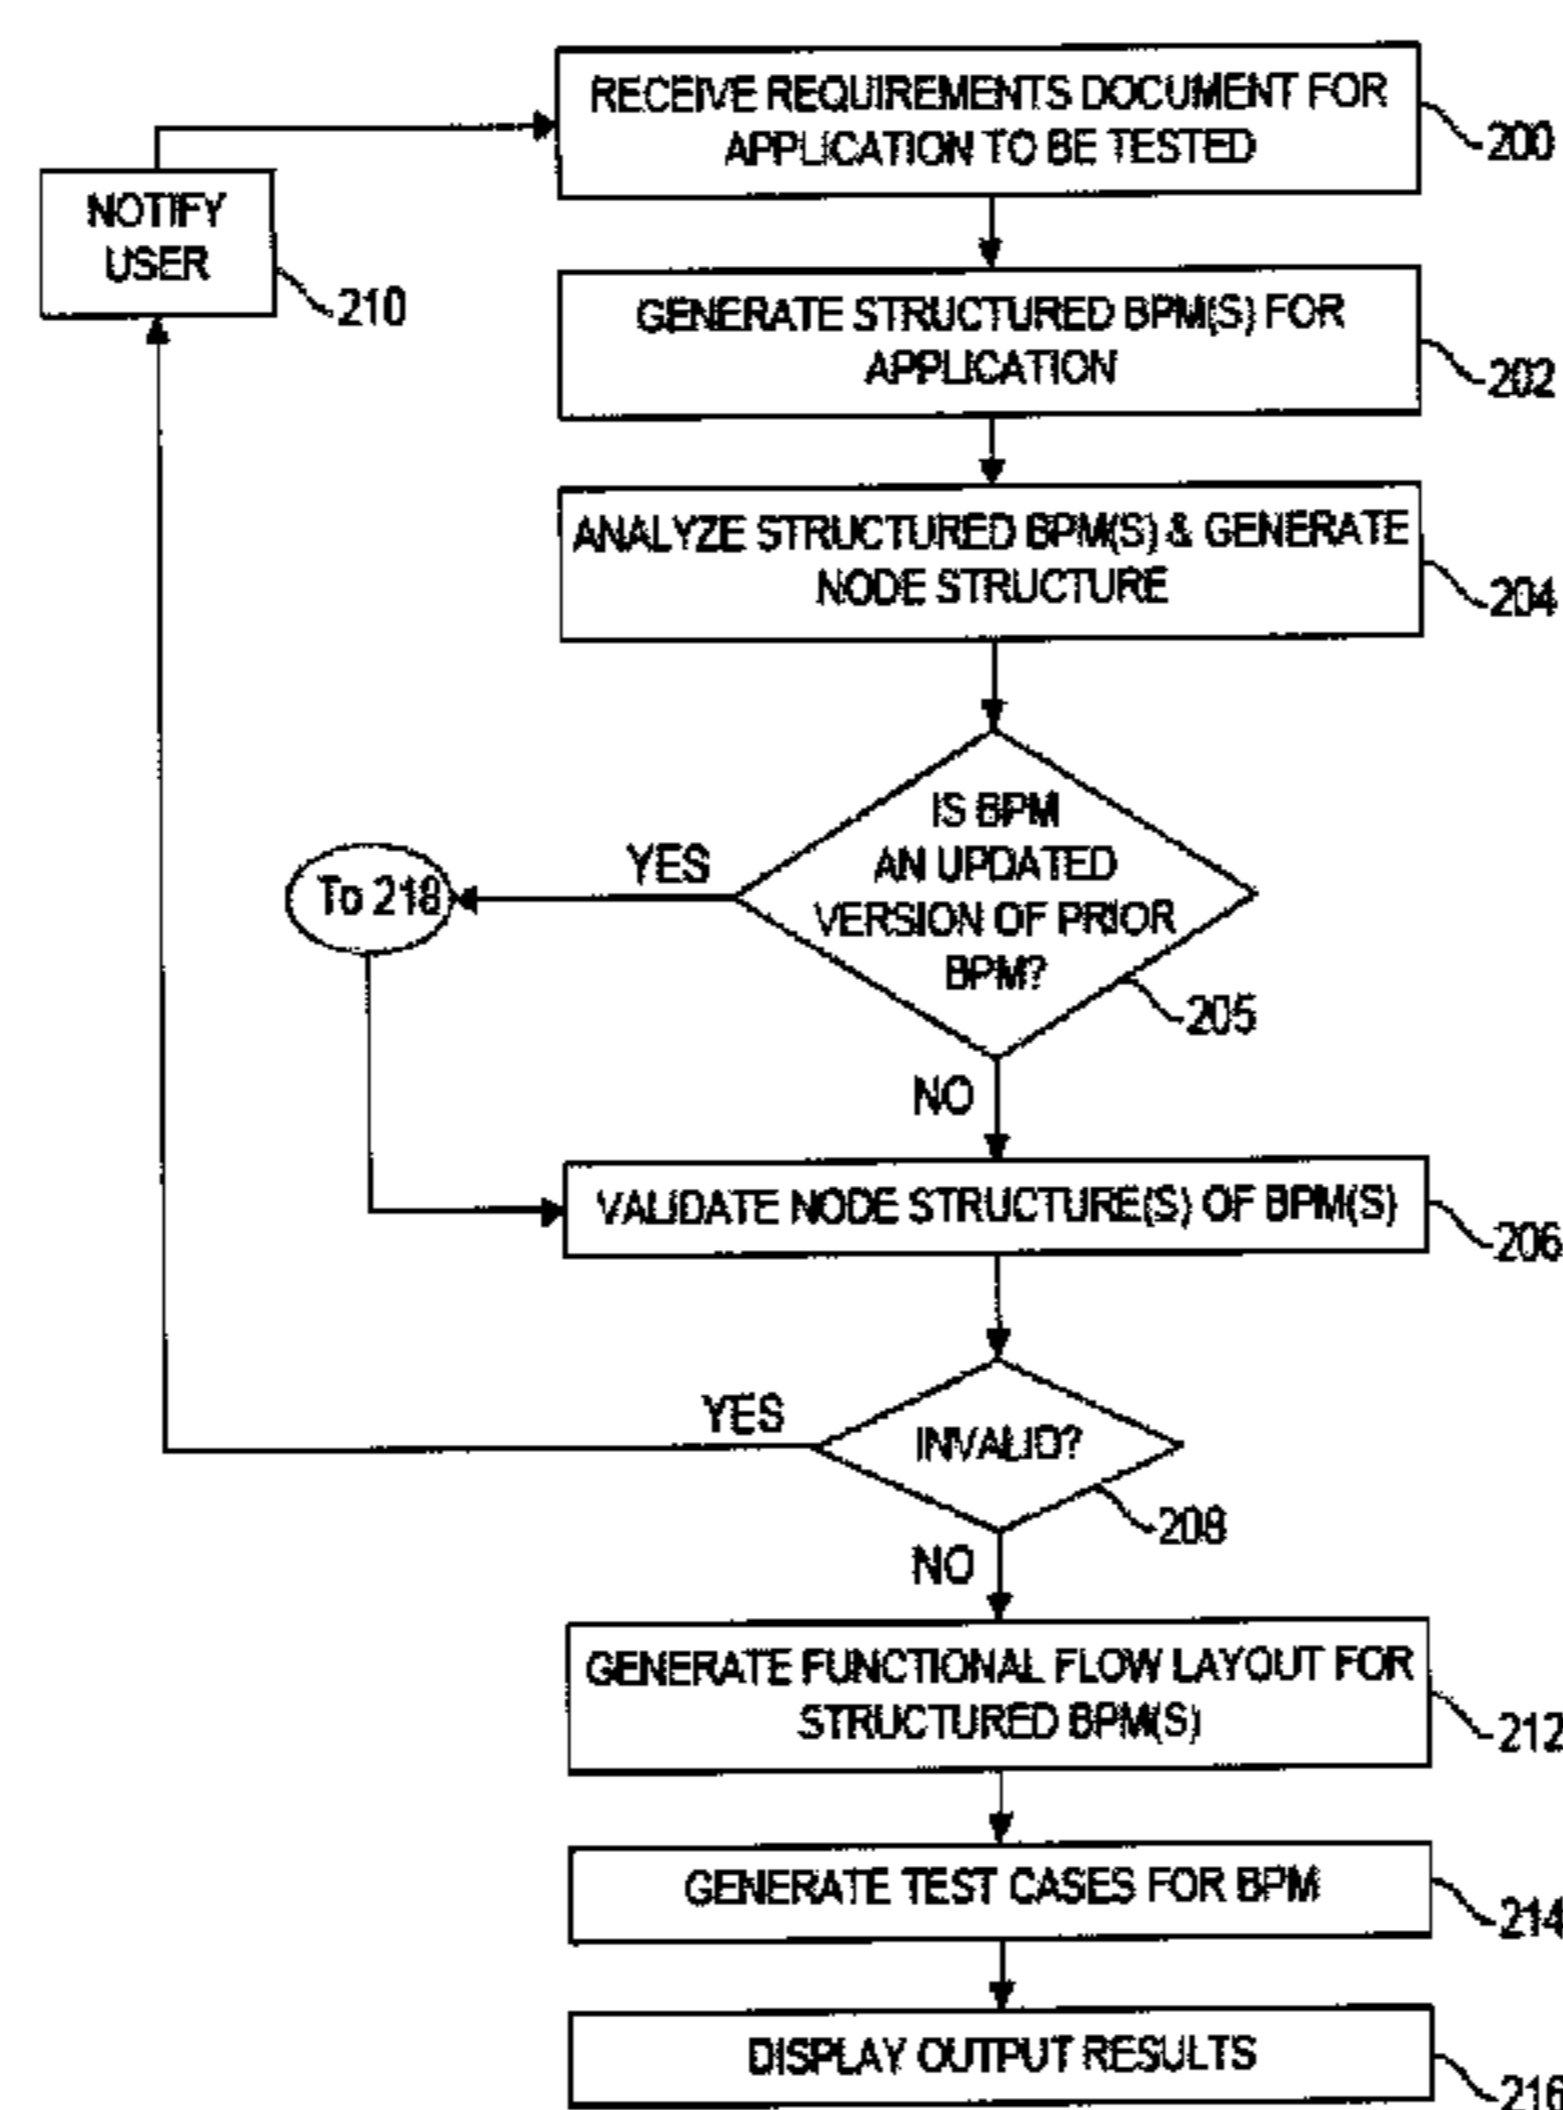 RECEIVE REQUIREMENTS DOCUMENT FOR
APPLICATION TO BE TESTED
200
NOTIFY
USER
210
GENERATE STRUCTURED BPM(S) FOR
APPLICATION
202
ANALYZE STRUCTURED BPM(S) & GENERATE
NODE STRUCTURE
204
IS BPM
AN UPDATED
VERSION OF PRIOR
BPM?
205
YES
To 218
NO
VALIDATE NODE STRUCTURE(S) OF BPM(S)
206
YES
INVALID?
208
NO
GENERATE FUNCTIONAL FLOW LAYOUT FOR
STRUCTURED BPM(S)
212
GENERATE TEST CASES FOR BPM
214
DISPLAY OUTPUT RESULTS
216